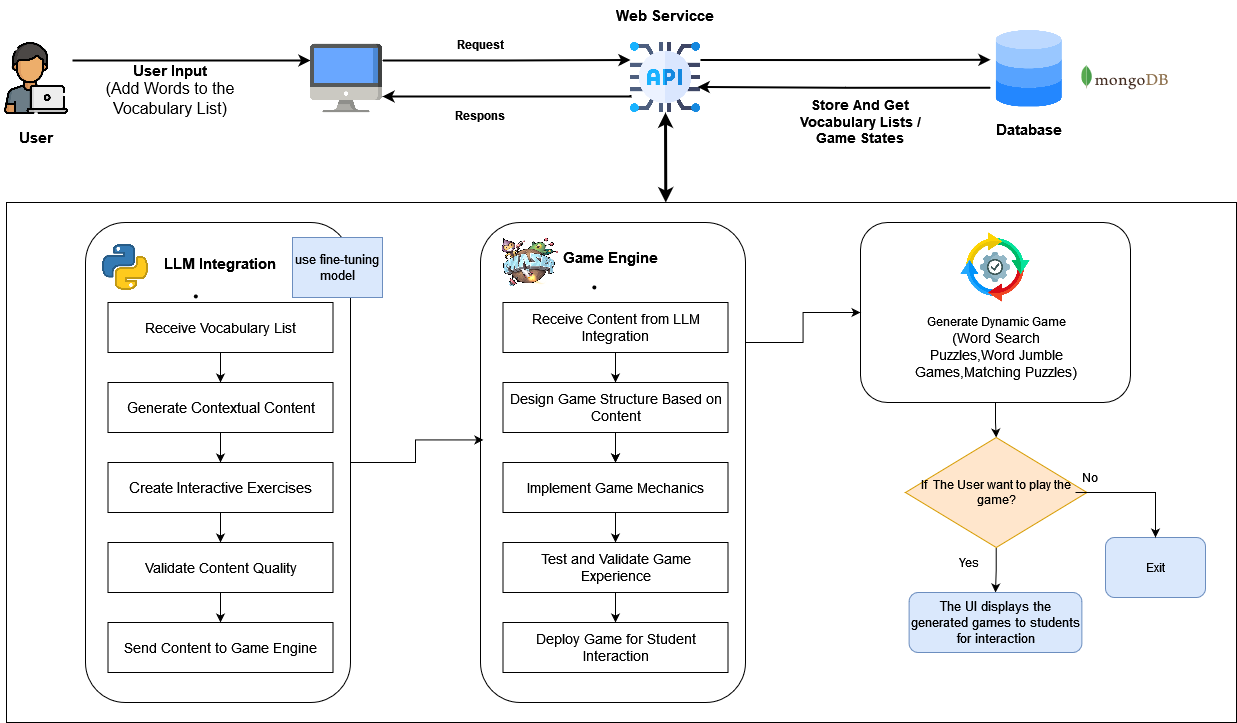 Web Servicce
Request
User Input
(Add Words to the
Vocabulary List)
API
mongoDB
Respons
Store And Get
Vocabulary Lists /
Game States
User
Database
LLM Integration
use fine-tuning
model
Receive Vocabulary List
Generate Contextual Content
Create Interactive Exercises
Validate Content Quality
Send Content to Game Engine
Game Engine
Receive Content from LLM
Integration
Design Game Structure Based on
Content
Implement Game Mechanics
Test and Validate Game
Experience
Deploy Game for Student
Interaction
Generate Dynamic Game
(Word Search
Puzzles,Word Jumble
Games,Matching Puzzles)
If The User want to play the
game?
No
Yes
Exit
The UI displays the
generated games to students
for interaction